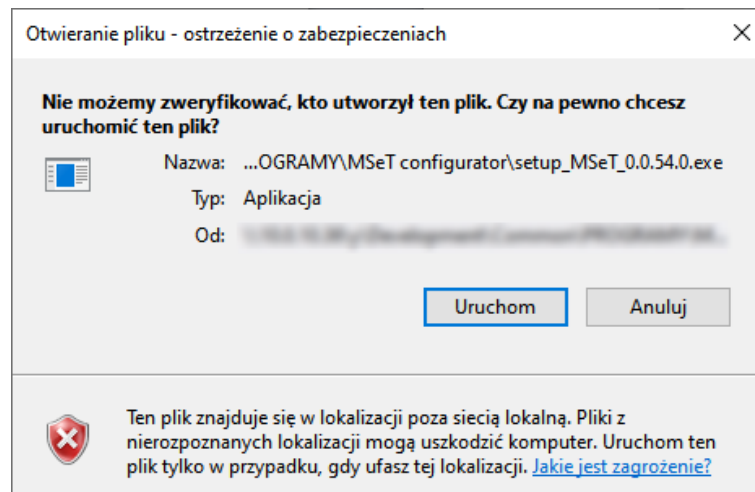 Otwieranie pliku - ostrzeżenie o zabezpieczeniach
Nie możemy zweryfikować, kto utworzył ten plik. Czy na pewno chcesz
uruchomić ten plik?
Nazwa: ...OGRAMY\MSeT configurator\setup_MSeT_0.0.54.0.exe
Typ: Aplikacja
Od:
Uruchom Anuluj
Ten plik znajduje się w lokalizacji poza siecią lokalną. Pliki z
nierozpoznanych lokalizacji mogą uszkodzić komputer. Uruchom ten
plik tylko w przypadku, gdy ufasz tej lokalizacji. Jakie jest zagrożenie?